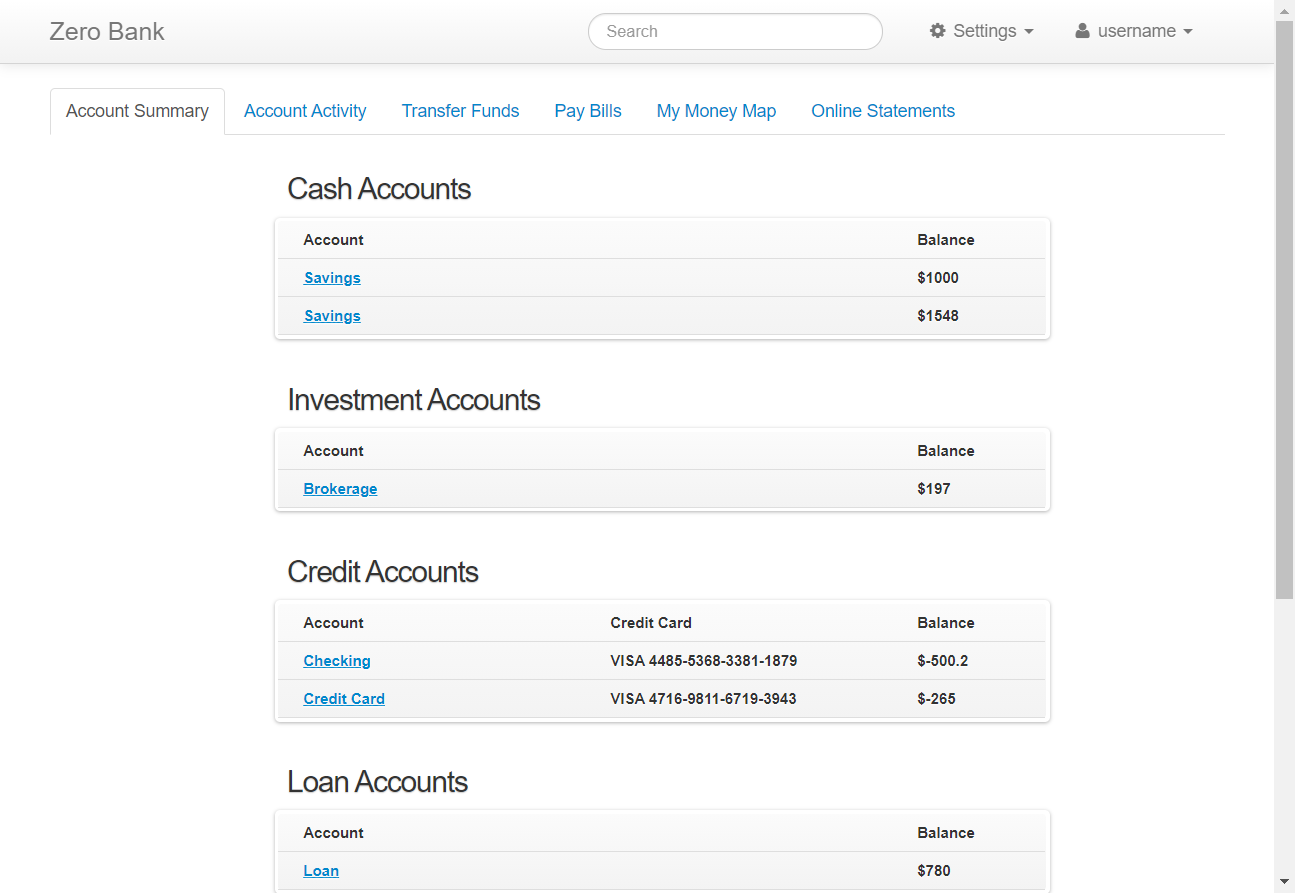 Zero Bank
Search
Settings
username
Account Summary
Account Activity
Transfer Funds
Pay Bills
My Money Map
Online Statements
Cash Accounts
Account Balance
Savings $1000
Savings $1548
Investment Accounts
Account Balance
Brokerage $197
Credit Accounts
Account Credit Card Balance
Checking VISA 4485-5368-3381-1879 $-500.2
Credit Card VISA 4716-9811-6719-3943 $-265
Loan Accounts
Account Balance
Loan $780